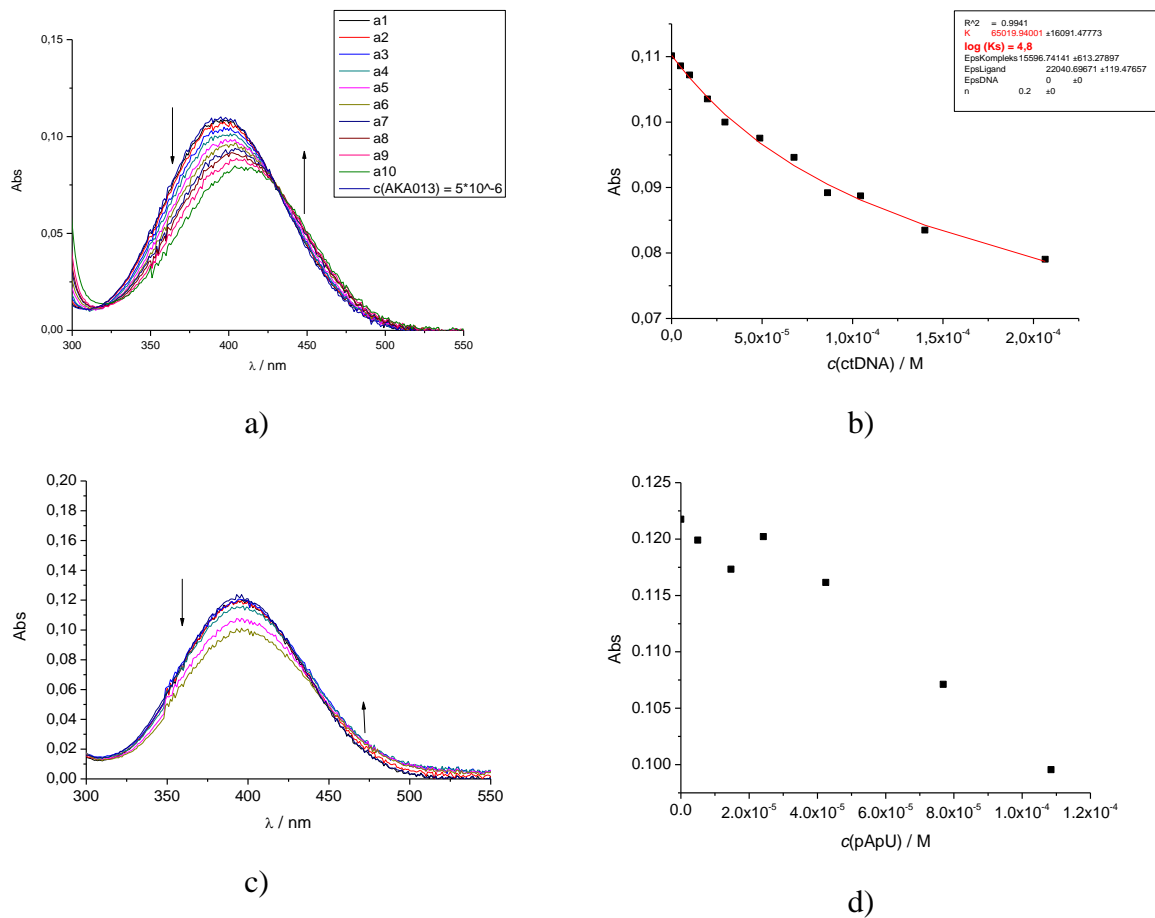 a1
a2
a3
a4
a5
a6
a7
a8
a9
a10
c(AKA013) = 5*10^-6
0,15
0,10
0,05
0,00
Abs
300 350 400 450 500 550
λ / nm
a)
R^2 = 0.9941
K 65019.94001 ±16091.47773
log (Ks) = 4,8
EpsKompleks 15596.74141 ±613.27897
EpsLigand 22040.69671 ±119.47657
EpsDNA 0 ±0
n 0.2 ±0
0,11
0,10
0,09
0,08
0,07
Abs
0,0 5,0x10⁻⁵ 1,0x10⁻⁴ 1,5x10⁻⁴ 2,0x10⁻⁴
c(ctDNA) / M
b)
0,20
0,18
0,16
0,14
0,12
0,10
0,08
0,06
0,04
0,02
0,00
Abs
300 350 400 450 500 550
λ / nm
c)
0.125
0.120
0.115
0.110
0.105
0.100
Abs
0.0 2.0x10⁻⁵ 4.0x10⁻⁵ 6.0x10⁻⁵ 8.0x10⁻⁵ 1.0x10⁻⁴ 1.2x10⁻⁴
c(pApU) / M
d)